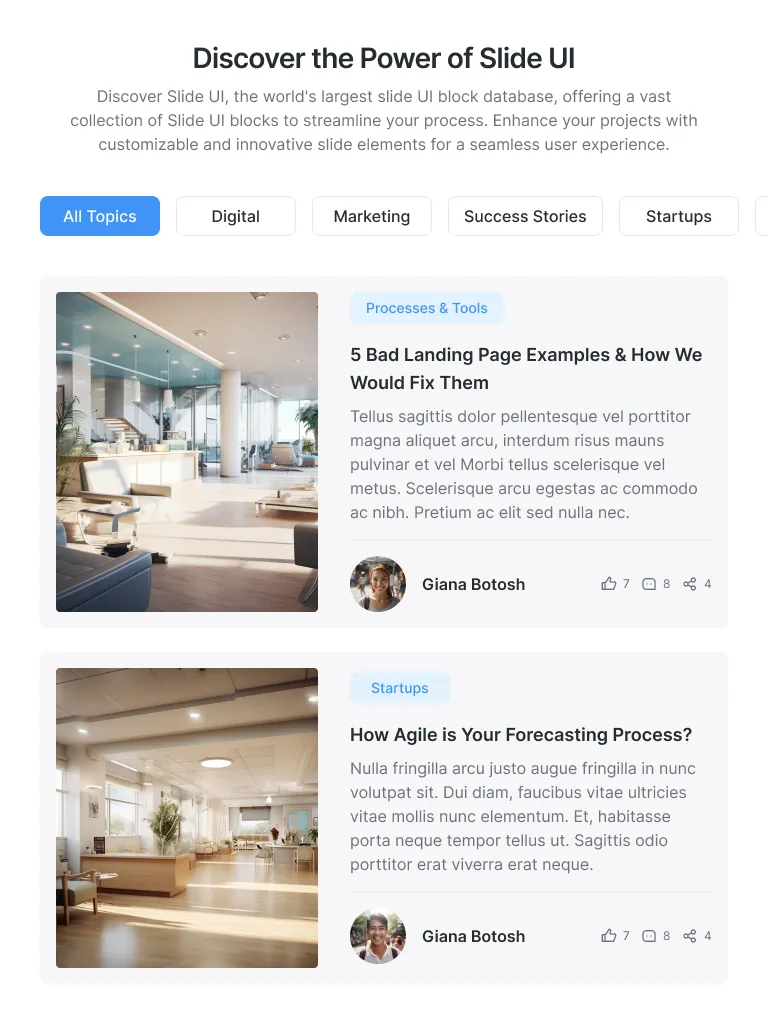 Discover the Power of Slide UI
Discover Slide UI, the world's largest slide UI block database, offering a vast
collection of Slide UI blocks to streamline your process. Enhance your projects with
customizable and innovative slide elements for a seamless user experience.
All Topics
Digital
Marketing
Success Stories
Startups
Processes & Tools
5 Bad Landing Page Examples & How We
Would Fix Them
Tellus sagittis dolor pellentesque vel porttitor
magna aliquet arcu, interdum risus mauns
pulvinar et vel Morbi tellus scelerisque vel
metus. Scelerisque arcu egestas ac commodo
ac nibh. Pretium ac elit sed nulla nec.
Giana Botosh
7
8
4
Startups
How Agile is Your Forecasting Process?
Nulla fringilla arcu justo augue fringilla in nunc
volutpat sit. Dui diam, faucibus vitae ultricies
vitae mollis nunc elementum. Et, habitasse
porta neque tempor tellus ut. Sagittis odio
porttitor erat viverra erat neque.
Giana Botosh
7
8
4